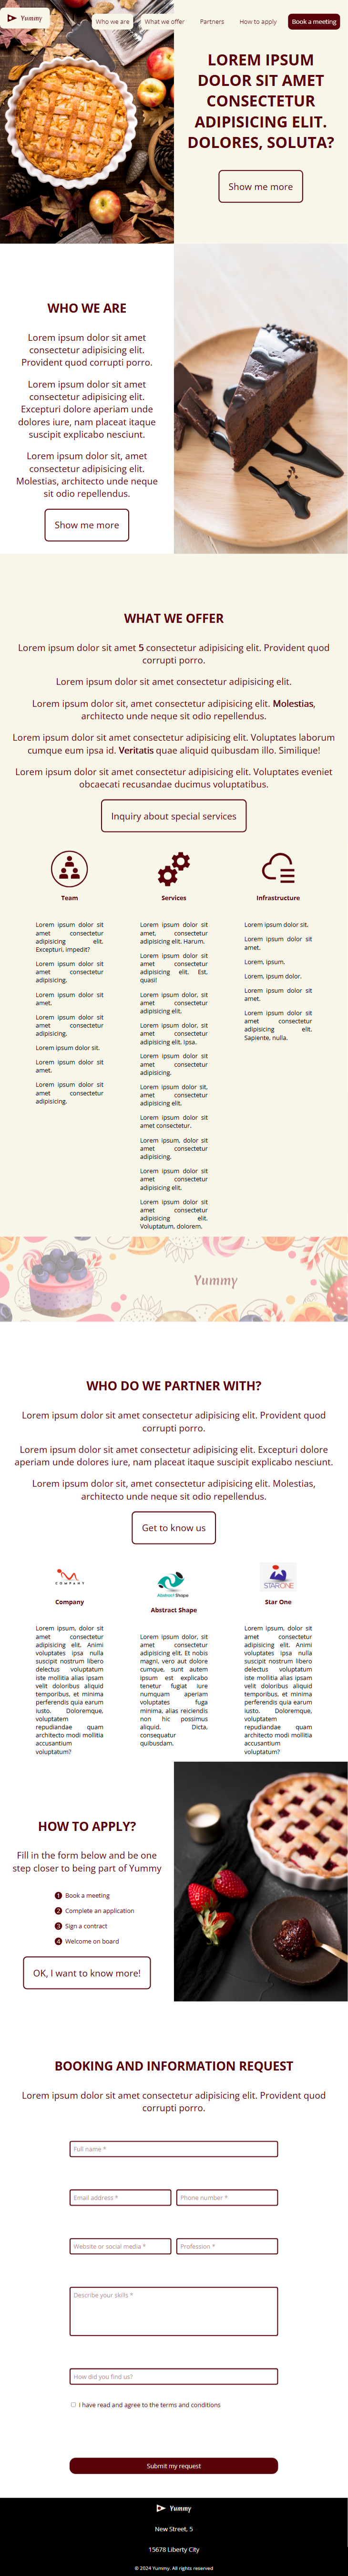 Yummy
Who we are
What we offer
Partners
How to apply
Book a meeting
LOREM IPSUM
DOLOR SIT AMET
CONSECTETUR
ADIPISICING ELIT.
DOLORES, SOLUTA?
Show me more
WHO WE ARE
Lorem ipsum dolor sit amet
consectetur adipisicing elit.
Provident quod corrupti porro.
Lorem ipsum dolor sit amet
consectetur adipisicing elit.
Excepturi dolore aperiam unde
dolores iure, nam placeat itaque
suscipit explicabo nesciunt.
Lorem ipsum dolor sit, amet
consectetur adipisicing elit.
Molestias, architecto unde neque
sit odio repellendus.
Show me more
WHAT WE OFFER
Lorem ipsum dolor sit amet 5 consectetur adipisicing elit. Provident quod
corrupti porro.
Lorem ipsum dolor sit amet consectetur adipisicing elit.
Lorem ipsum dolor sit, amet consectetur adipisicing elit. Molestias,
architecto unde neque sit odio repellendus.
Lorem ipsum dolor sit amet consectetur adipisicing elit. Voluptates laborum
cumque eum ipsa id. Veritatis quae aliquid quibusdam illo. Similique!
Lorem ipsum dolor sit amet consectetur adipisicing elit. Voluptates eveniet
obcaecati recusandae ducimus voluptatibus.
Inquiry about special services
Team
Lorem ipsum dolor sit
amet consectetur
adipisicing elit.
Excepturi, impedit?
Lorem ipsum dolor sit
amet consectetur
adipisicing.
Lorem ipsum dolor sit
amet.
Lorem ipsum dolor sit
amet consectetur
adipisicing.
Lorem ipsum dolor sit.
Lorem ipsum dolor sit
amet.
Lorem ipsum dolor sit
amet consectetur
adipisicing.
Services
Lorem ipsum dolor sit
amet, consectetur
adipisicing elit. Harum.
Lorem ipsum dolor sit
amet consectetur
adipisicing elit. Est,
quasi!
Lorem ipsum dolor, sit
amet consectetur
adipisicing elit.
Lorem ipsum dolor, sit
amet consectetur
adipisicing elit. Ipsa.
Lorem ipsum dolor sit
amet consectetur
adipisicing.
Lorem ipsum dolor sit,
amet consectetur
adipisicing elit.
Lorem ipsum dolor sit
amet consectetur.
Lorem ipsum, dolor sit
amet consectetur
adipisicing.
Lorem ipsum dolor sit
amet consectetur
adipisicing elit.
Lorem ipsum dolor sit
amet consectetur
adipisicing elit.
Voluptatum, dolorem.
Infrastructure
Lorem ipsum dolor sit.
Lorem ipsum dolor sit
amet.
Lorem, ipsum.
Lorem, ipsum dolor.
Lorem ipsum dolor sit
amet.
Lorem ipsum dolor sit
amet consectetur
adipisicing elit.
Sapiente, nulla.
Yummy
WHO DO WE PARTNER WITH?
Lorem ipsum dolor sit amet consectetur adipisicing elit. Provident quod
corrupti porro.
Lorem ipsum dolor sit amet consectetur adipisicing elit. Excepturi dolore
aperiam unde dolores iure, nam placeat itaque suscipit explicabo nesciunt.
Lorem ipsum dolor sit, amet consectetur adipisicing elit. Molestias,
architecto unde neque sit odio repellendus.
Get to know us
COMPANY
Company
Lorem ipsum, dolor sit
amet consectetur
adipisicing elit. Animi
voluptates ipsa nulla
suscipit nostrum libero
delectus voluptatum
iste mollitia alias ipsam
velit doloribus aliquid
temporibus, et minima
perferendis quia earum
iusto. Doloremque,
voluptatem
repudiandae quam
architecto modi mollitia
accusantium
voluptatum?
Abstract Shape
Abstract Shape
Lorem ipsum dolor, sit
amet consectetur
adipisicing elit. Et nobis
magni, vero aut dolore
cumque, sunt autem
ipsum est explicabo
tenetur fugiat iure
numquam aperiam
voluptates fuga
minima, alias reiciendis
non hic possimus
aliquid. Dicta,
consequatur
quibusdam.
STARONE
Star One
Lorem ipsum, dolor sit
amet consectetur
adipisicing elit. Animi
voluptates ipsa nulla
suscipit nostrum libero
delectus voluptatum
iste mollitia alias ipsam
velit doloribus aliquid
temporibus, et minima
perferendis quia earum
iusto. Doloremque,
voluptatem
repudiandae quam
architecto modi mollitia
accusantium
voluptatum?
HOW TO APPLY?
Fill in the form below and be one
step closer to being part of Yummy
1 Book a meeting
2 Complete an application
3 Sign a contract
4 Welcome on board
OK, I want to know more!
BOOKING AND INFORMATION REQUEST
Lorem ipsum dolor sit amet consectetur adipisicing elit. Provident quod
corrupti porro.
Full name *
Email address *
Phone number *
Website or social media *
Profession *
Describe your skills *
How did you find us?
I have read and agree to the terms and conditions
Submit my request
Yummy
New Street, 5
15678 Liberty City
© 2024 Yummy. All rights reserved